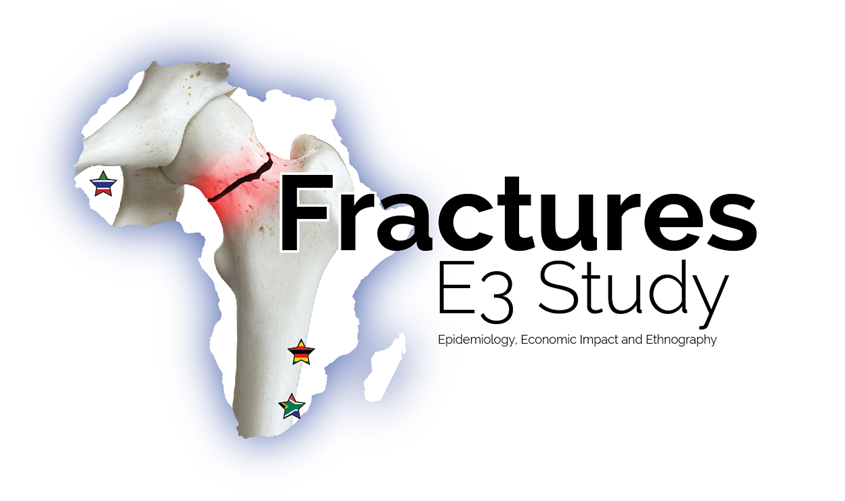 Fractures
E3 Study
Epidemiology, Economic Impact and Ethnography